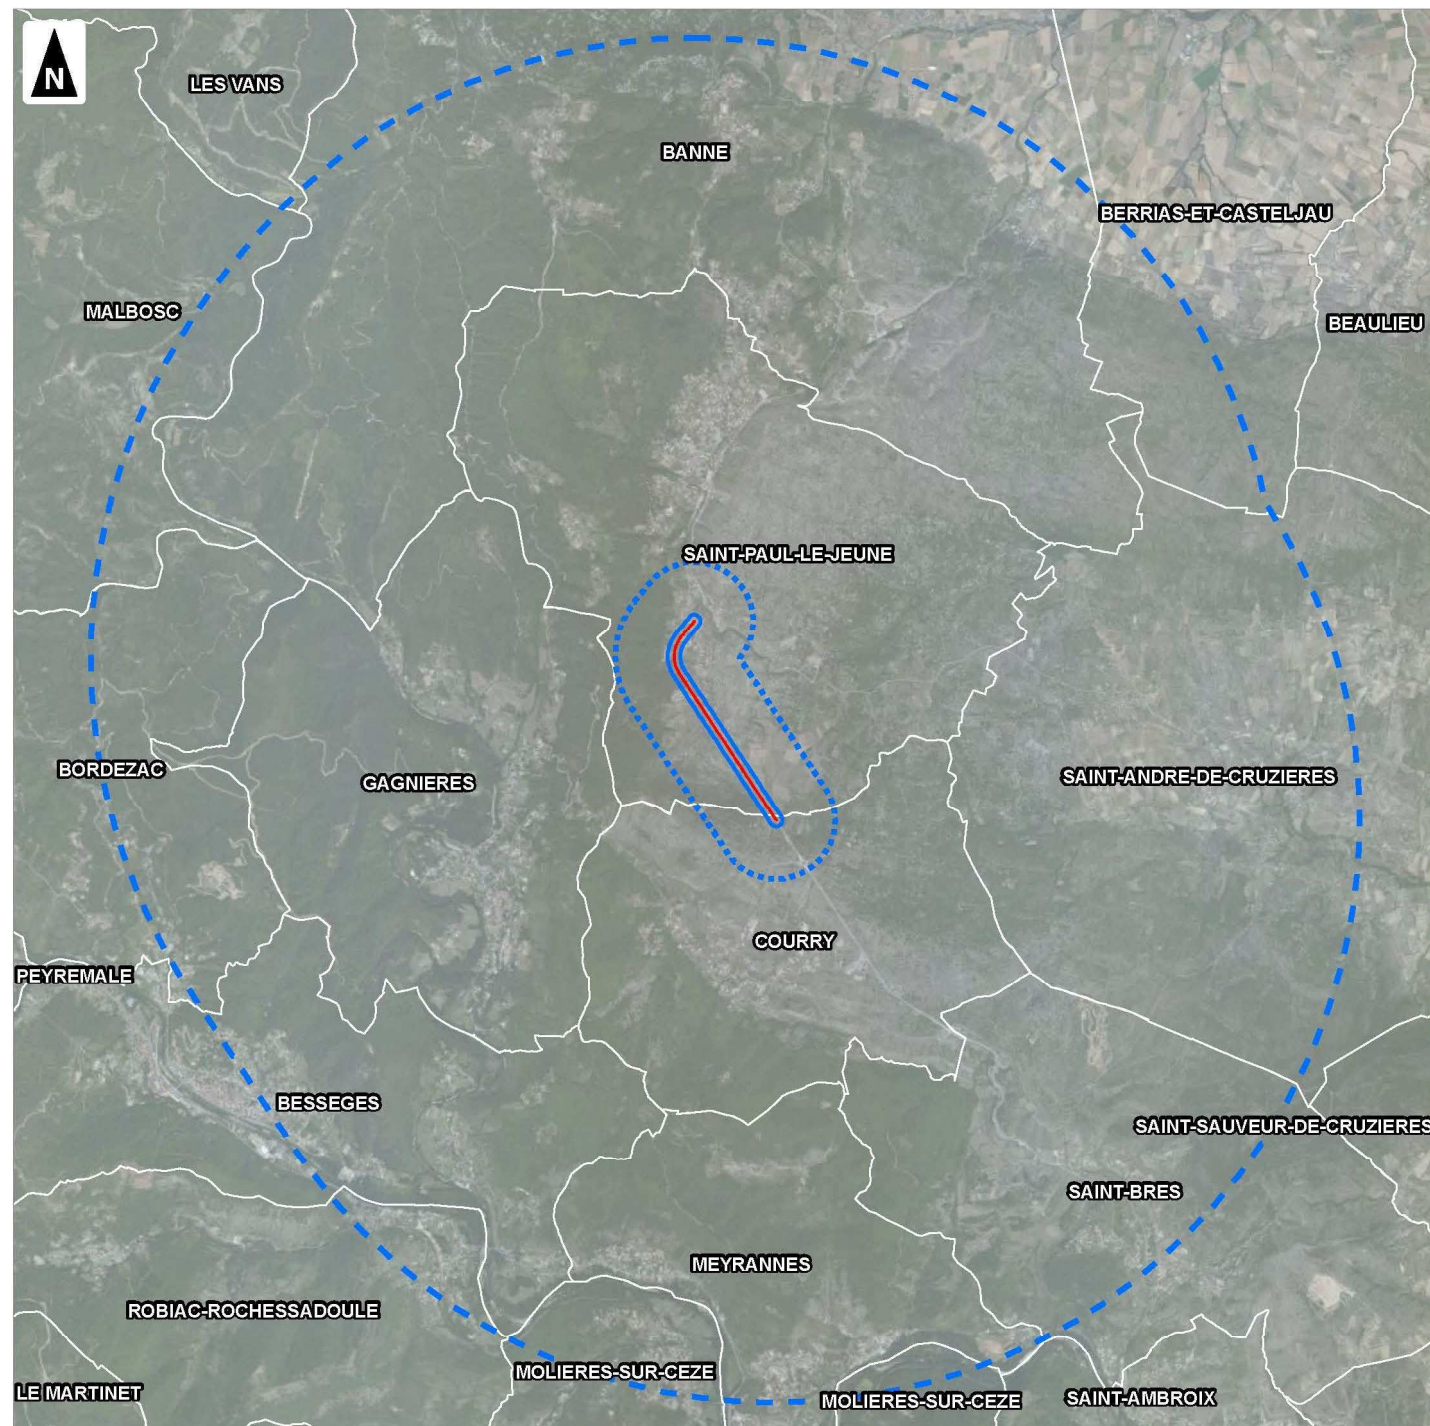 N
LES VANS
BANNE
BERRIAS-ET-CASTELJAU
MALBOSC
BEAULIEU
SAINT-PAUL-LE-JEUNE
BORDEZAC
GAGNIERES
SAINT-ANDRE-DE-CRUZIERES
COURRY
PEYREMALE
BESSEGES
SAINT-SAUVEUR-DE-CRUZIERES
SAINT-BRES
MEYRANNES
ROBIAC-ROCHESSADOULE
MOLIERES-SUR-CEZE
LE MARTINET
MOLIERES-SUR-CEZE
SAINT-AMBROIX